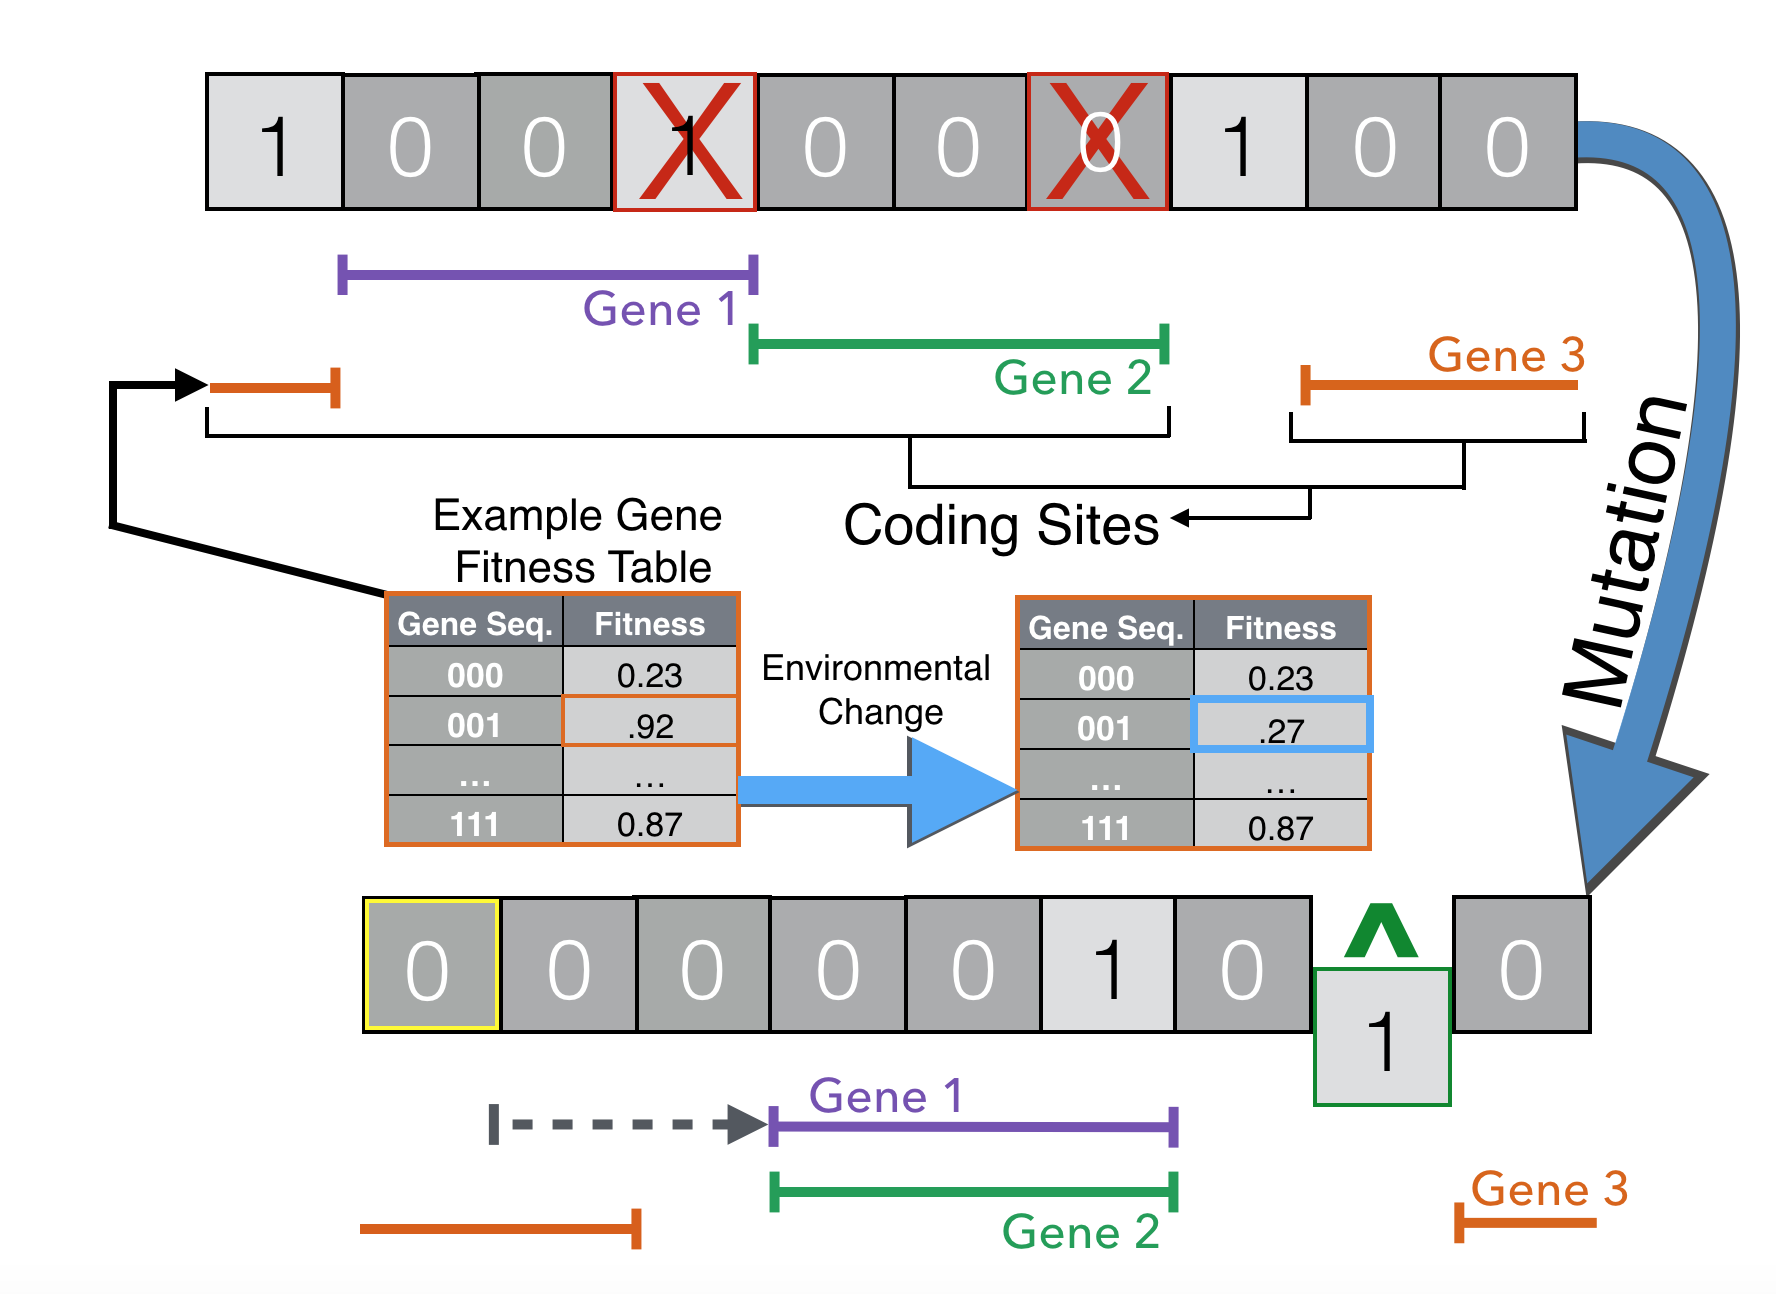 1 0 0 1 0 0 0 1 0 0
Gene 1
Gene 2
Gene 3
Coding Sites
Mutation
Example Gene
Fitness Table
Gene Seq. Fitness
000 0.23
001 .92
... ...
111 0.87
Environmental
Change
Gene Seq. Fitness
000 0.23
001 .27
... ...
111 0.87
0 0 0 0 0 1 0 1 0
Gene 1
Gene 2
Gene 3